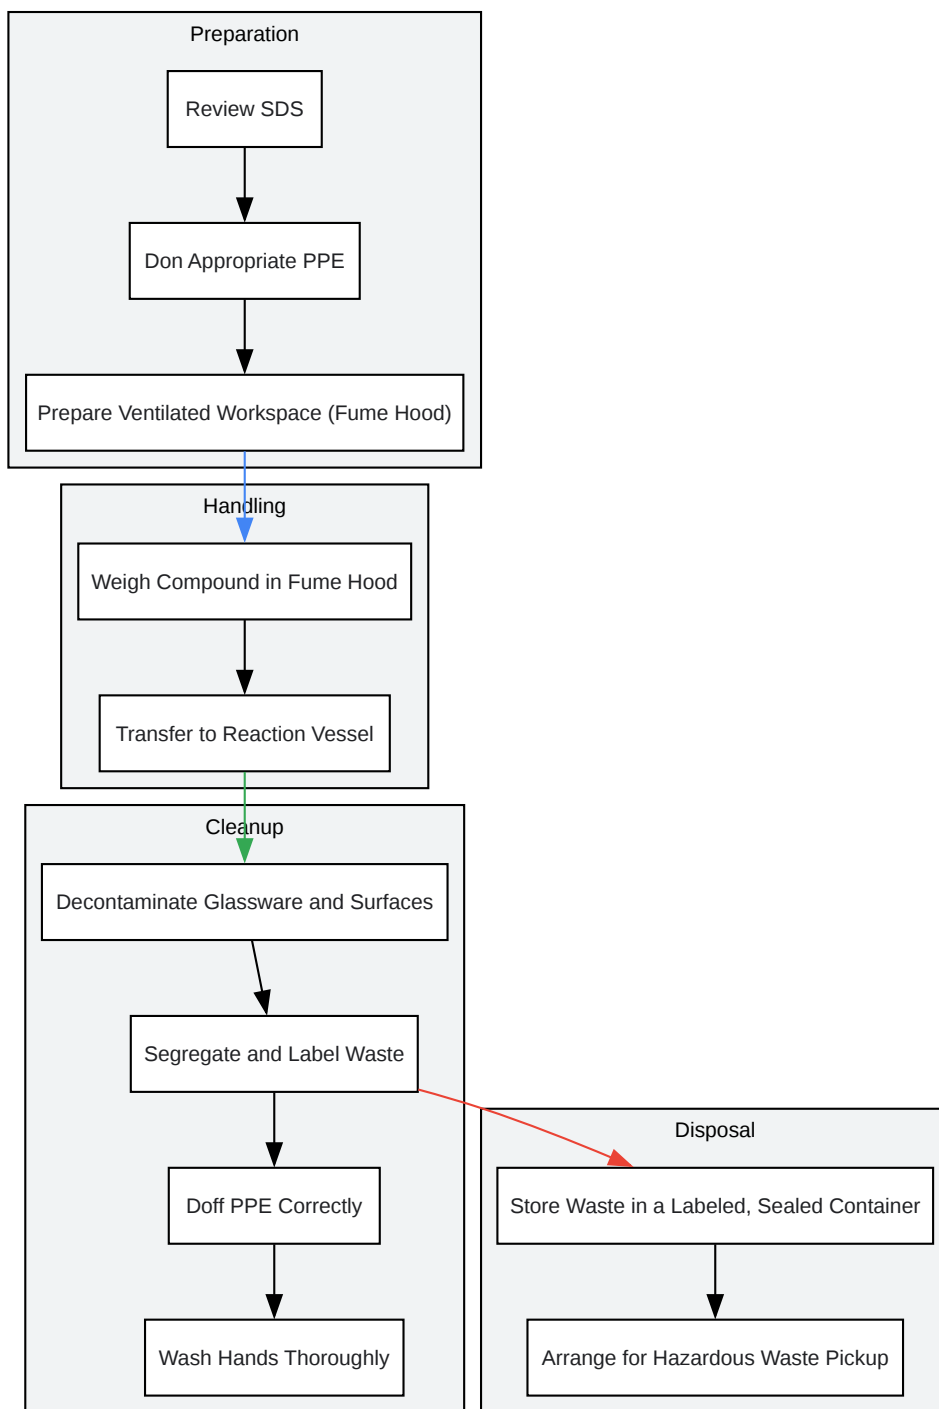 Preparation
Review SDS
Don Appropriate PPE
Prepare Ventilated Workspace (Fume Hood)
Handling
Weigh Compound in Fume Hood
Transfer to Reaction Vessel
Cleanup
Decontaminate Glassware and Surfaces
Segregate and Label Waste
Doff PPE Correctly
Wash Hands Thoroughly
Disposal
Store Waste in a Labeled, Sealed Container
Arrange for Hazardous Waste Pickup